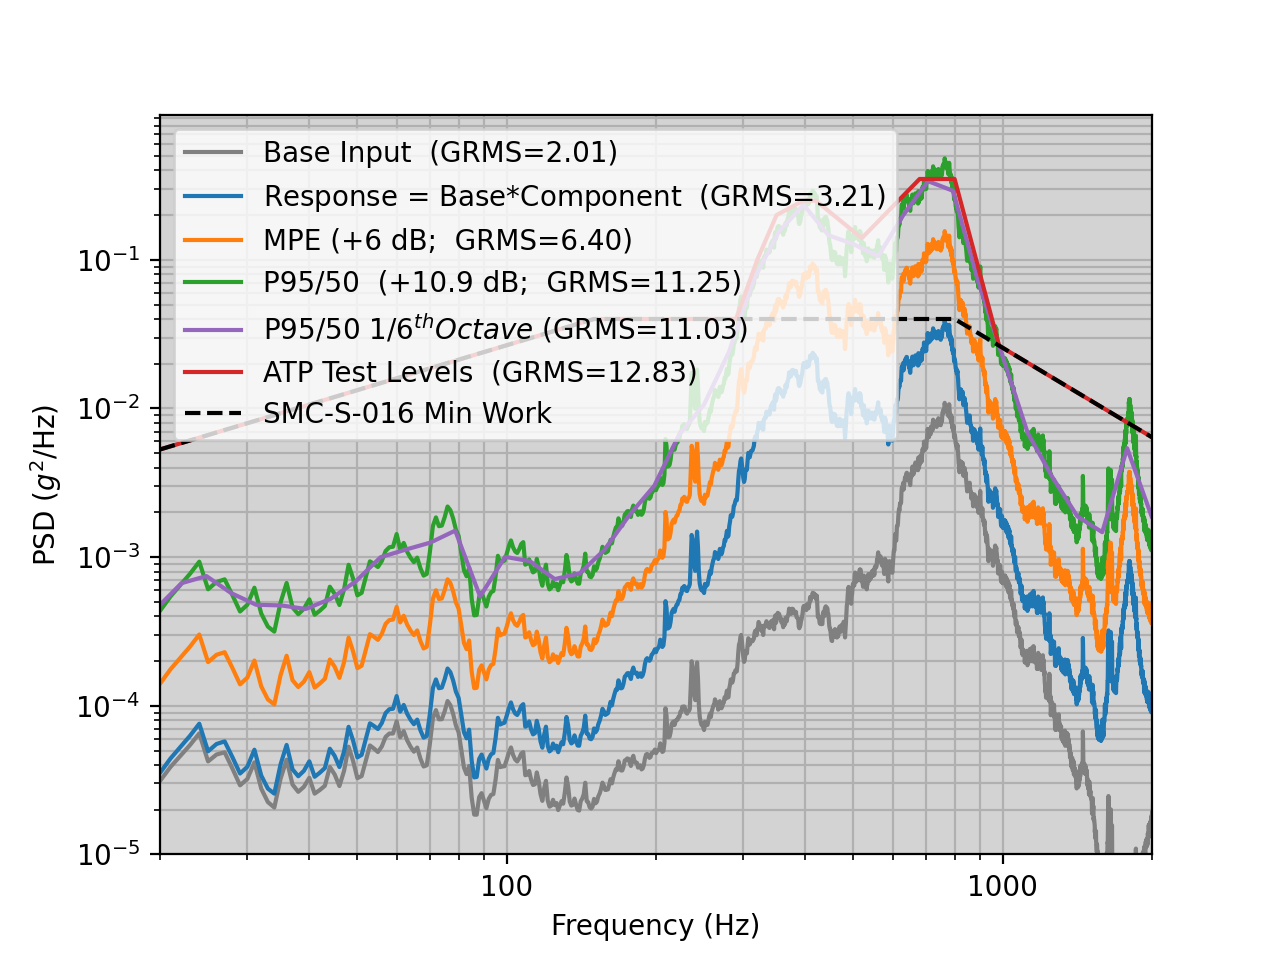 Base Input (GRMS=2.01)
Response = Base*Component (GRMS=3.21)
MPE (+6 dB; GRMS=6.40)
P95/50 (+10.9 dB; GRMS=11.25)
P95/50 1/6^{th}Octave (GRMS=11.03)
ATP Test Levels (GRMS=12.83)
SMC-S-016 Min Work
PSD (g²/Hz)
10⁻¹
10⁻²
10⁻³
10⁻⁴
10⁻⁵
100
1000
Frequency (Hz)